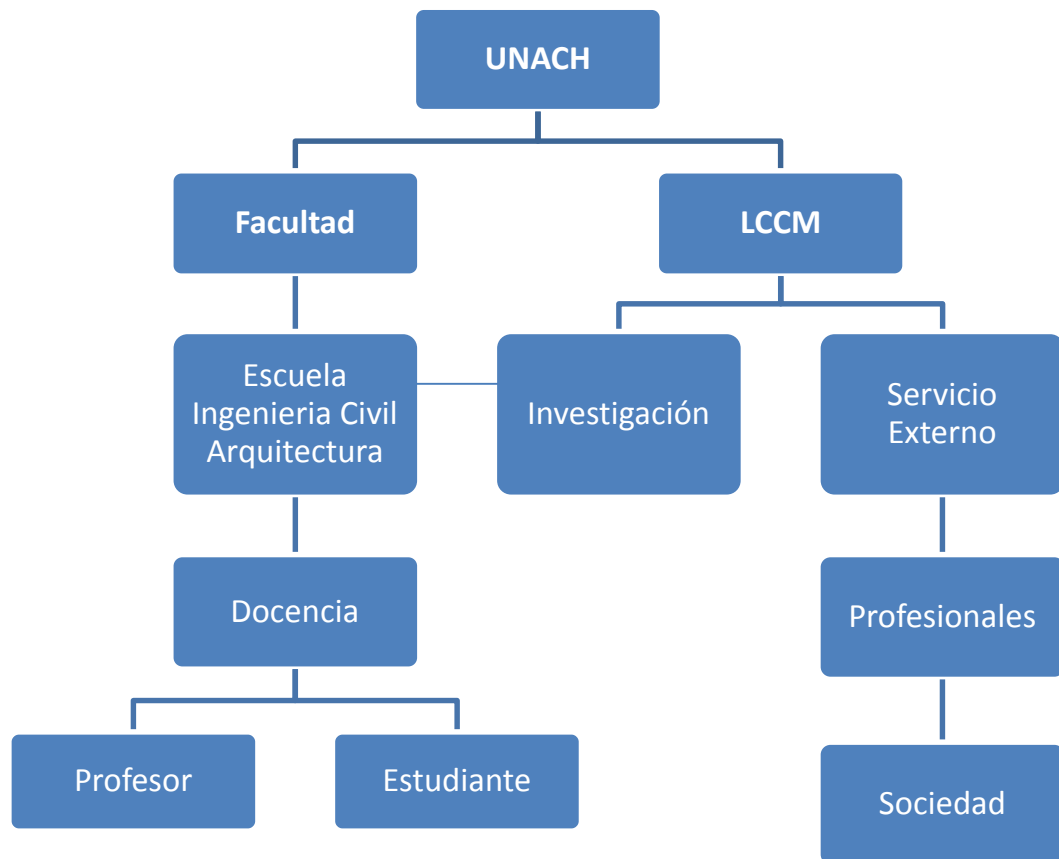 UNACH
Facultad
LCCM
Escuela
Ingenieria Civil
Arquitectura
Investigación
Servicio
Externo
Docencia
Profesionales
Profesor
Estudiante
Sociedad